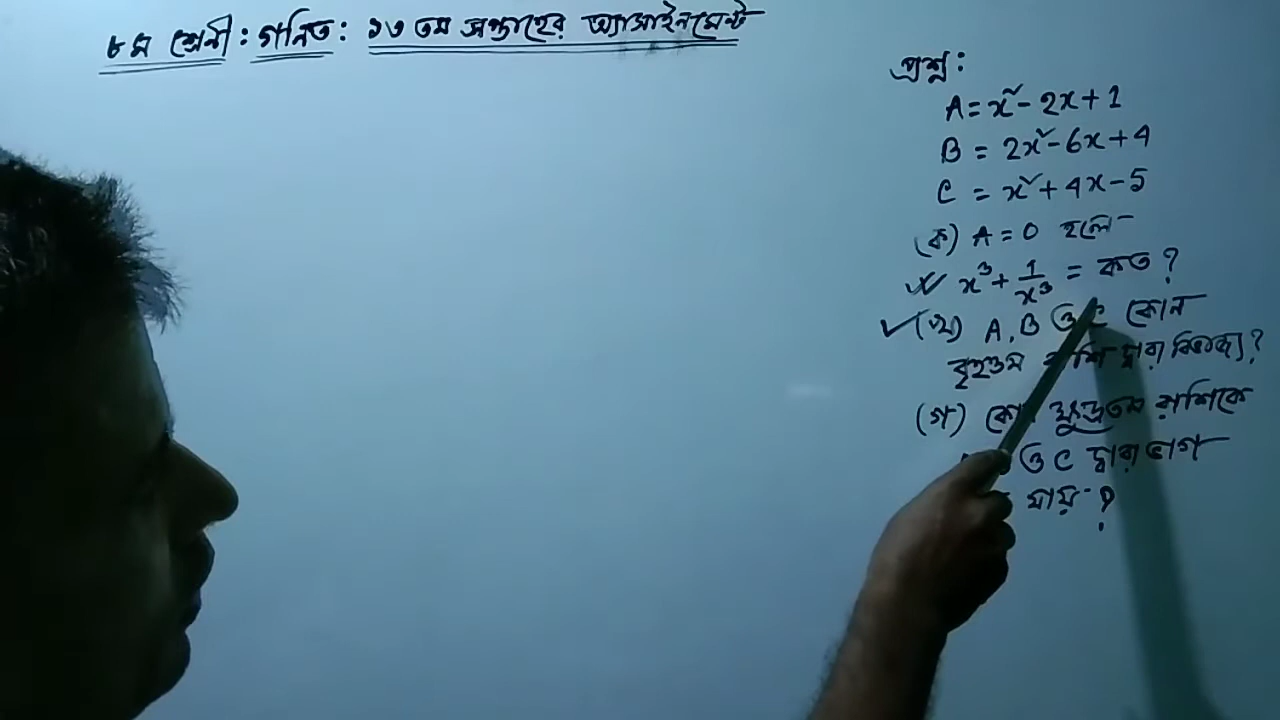 ৮ম শ্রেনী: গনিত: ১৩ তম সপ্তাহের অ্যাসাইনমেন্ট
প্রশ্ন:
A = x² - 2x + 1
B = 2x² - 6x + 4
C = x² + 4x - 5
(ক) A = 0 হলে
x³ + 1/x³ = কত?
(খ) A, B ও C কোন
বৃহত্তম রাশি দ্বারা বিভাজ্য?
(গ) কোন ক্ষুদ্রতম রাশিকে
ও C দ্বারা ভাগ
যায়?